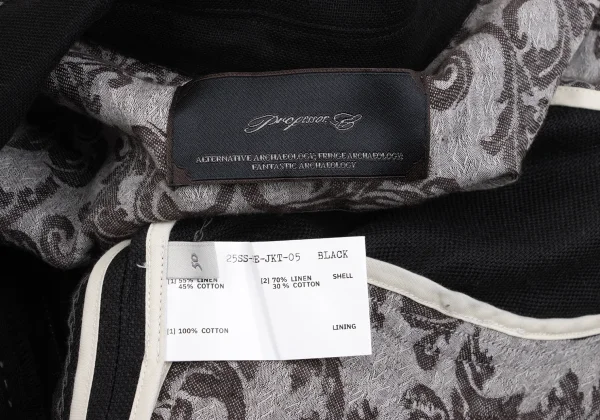 Professor.E
ALTERNATIVE ARCHAEOLOGY; FRINGE ARCHAEOLOGY;
FANTASTIC ARCHAEOLOGY
25SS-E-JKT-05 BLACK
[1] 55% LINEN [2] 70% LINEN SHELL
45% COTTON 30% COTTON
[1] 100% COTTON LINING